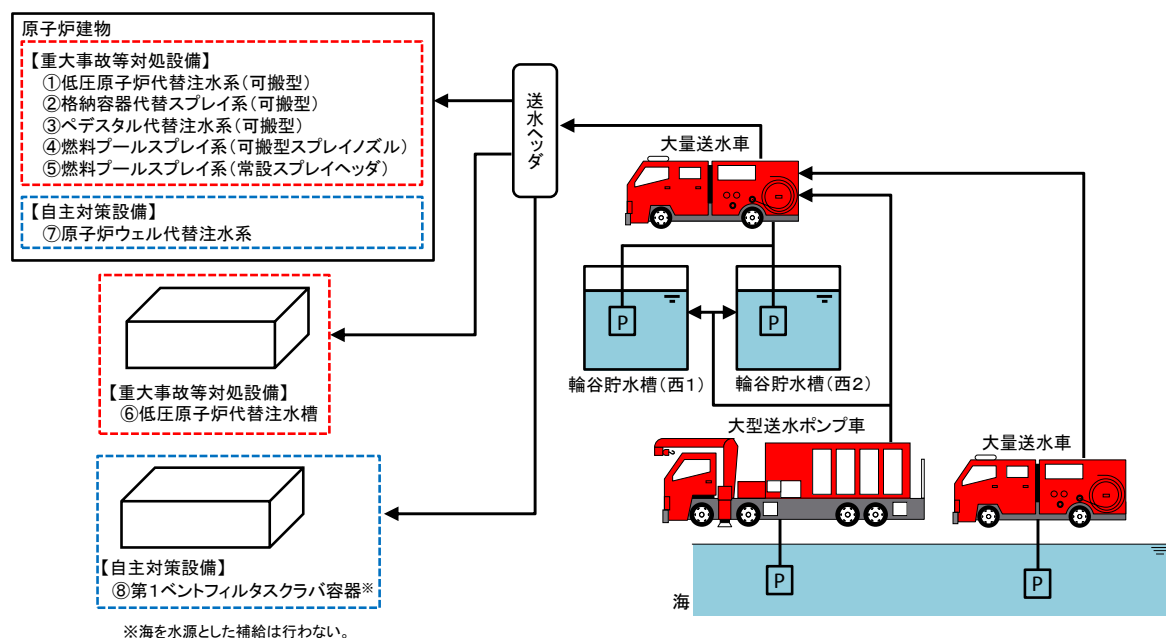 原子炉建物
【重大事故等対処設備】
①低圧原子炉代替注水系(可搬型)
②格納容器代替スプレイ系(可搬型)
③ペデスタル代替注水系(可搬型)
④燃料プールスプレイ系(可搬型スプレイノズル)
⑤燃料プールスプレイ系(常設スプレイヘッダ)
【自主対策設備】
⑦原子炉ウェル代替注水系
送水ヘッダ
大量送水車
P
P
輪谷貯水槽(西1)
輪谷貯水槽(西2)
【重大事故等対処設備】
⑥低圧原子炉代替注水槽
大型送水ポンプ車
大量送水車
【自主対策設備】
⑧第1ベントフィルタスクラバ容器※
P
P
海
※海を水源とした補給は行わない。